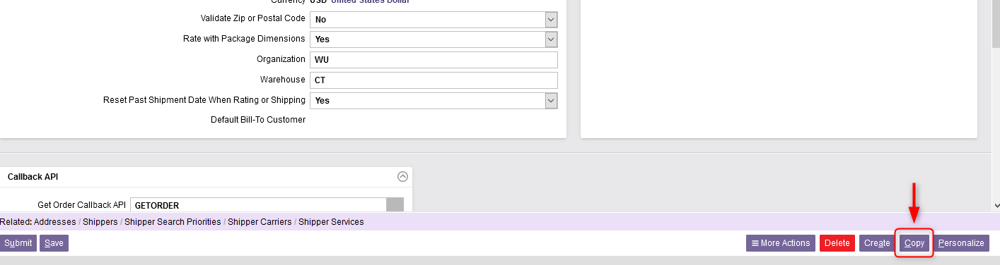 Currency USD United States Dollar
Validate Zip or Postal Code No
Rate with Package Dimensions Yes
Organization WU
Warehouse CT
Reset Past Shipment Date When Rating or Shipping Yes
Default Bill-To Customer
Callback API
Get Order Callback API GETORDER
Related: Addresses / Shippers / Shipper Search Priorities / Shipper Carriers / Shipper Services
Submit Save More Actions Delete Create Copy Personalize